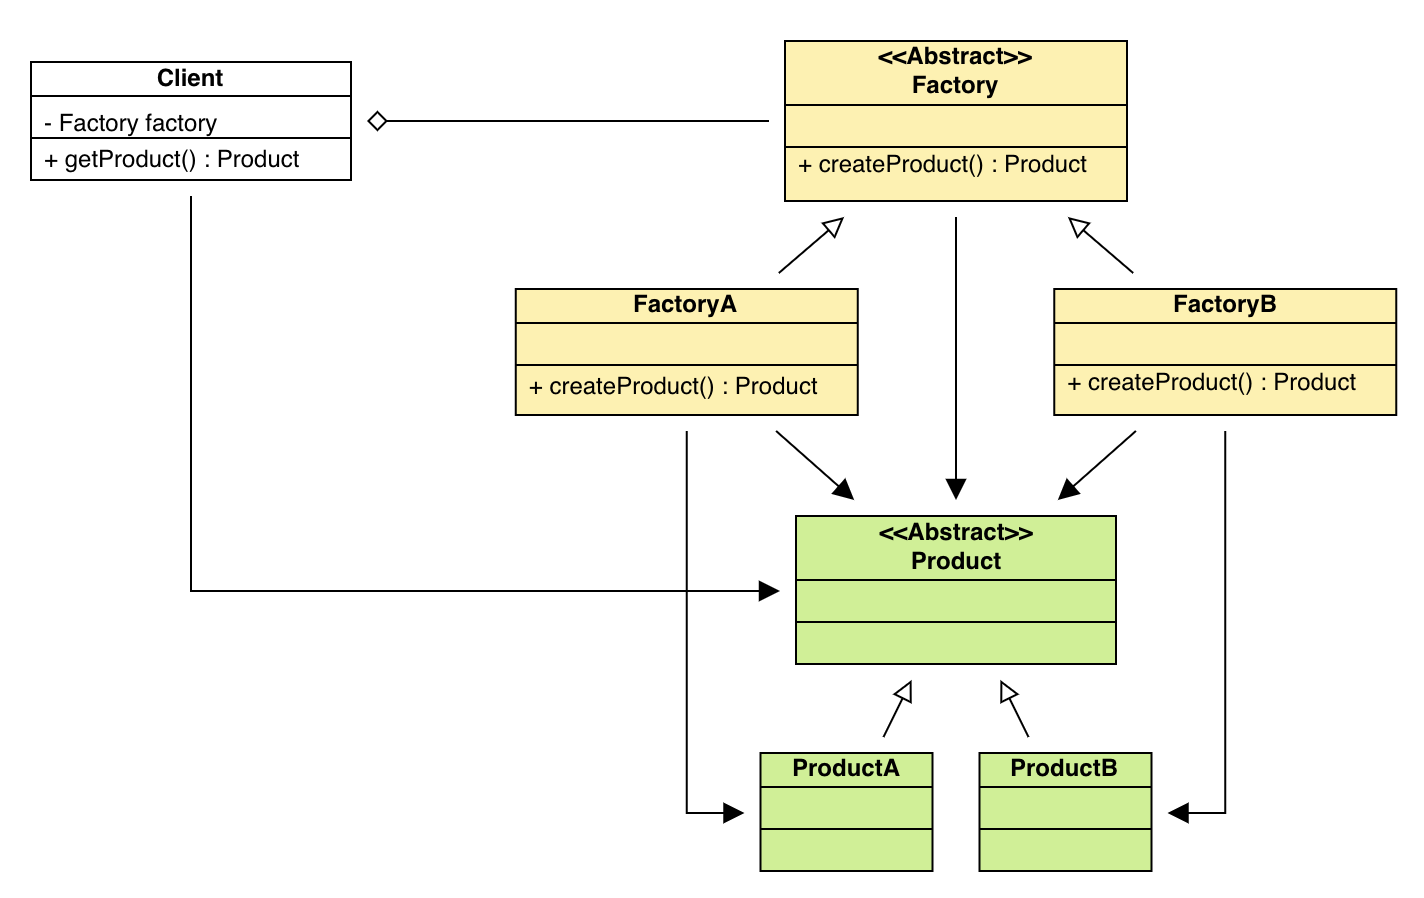 Client
- Factory factory
+ getProduct() : Product
<<Abstract>>
Factory
+ createProduct() : Product
FactoryA
+ createProduct() : Product
FactoryB
+ createProduct() : Product
<<Abstract>>
Product
ProductA
ProductB